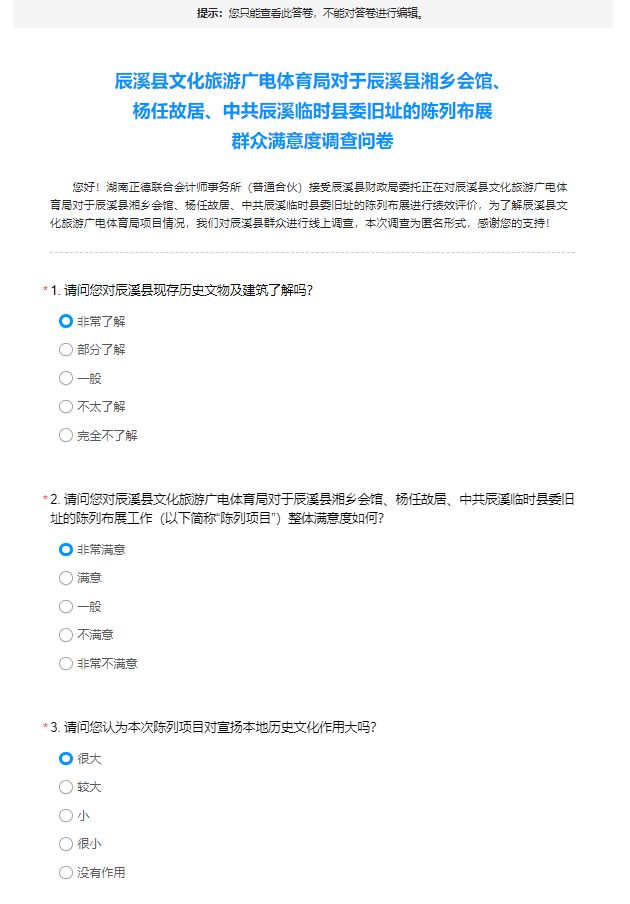 提示：您只能查看此答卷，不能对答卷进行编辑。
辰溪县文化旅游广电体育局对于辰溪县湘乡会馆、
杨任故居、中共辰溪临时县委旧址的陈列布展
群众满意度调查问卷
您好！湖南正德联合会计师事务所（普通合伙）接受辰溪县财政局委托正在对辰溪县文化旅游广电体
育局对于辰溪县湘乡会馆、杨任故居、中共辰溪临时县委旧址的陈列布展进行绩效评价，为了解辰溪县文
化旅游广电体育局项目情况，我们对辰溪县群众进行线上调查，本次调查为匿名形式，感谢您的支持！
*1. 请问您对辰溪县现存历史文物及建筑了解吗？
非常了解
部分了解
一般
不太了解
完全不了解
*2. 请问您对辰溪县文化旅游广电体育局对于辰溪县湘乡会馆、杨任故居、中共辰溪临时县委旧
址的陈列布展工作（以下简称“陈列项目”）整体满意度如何？
非常满意
满意
一般
不满意
非常不满意
*3. 请问您认为本次陈列项目对宣扬本地历史文化作用大吗？
很大
较大
小
很小
没有作用